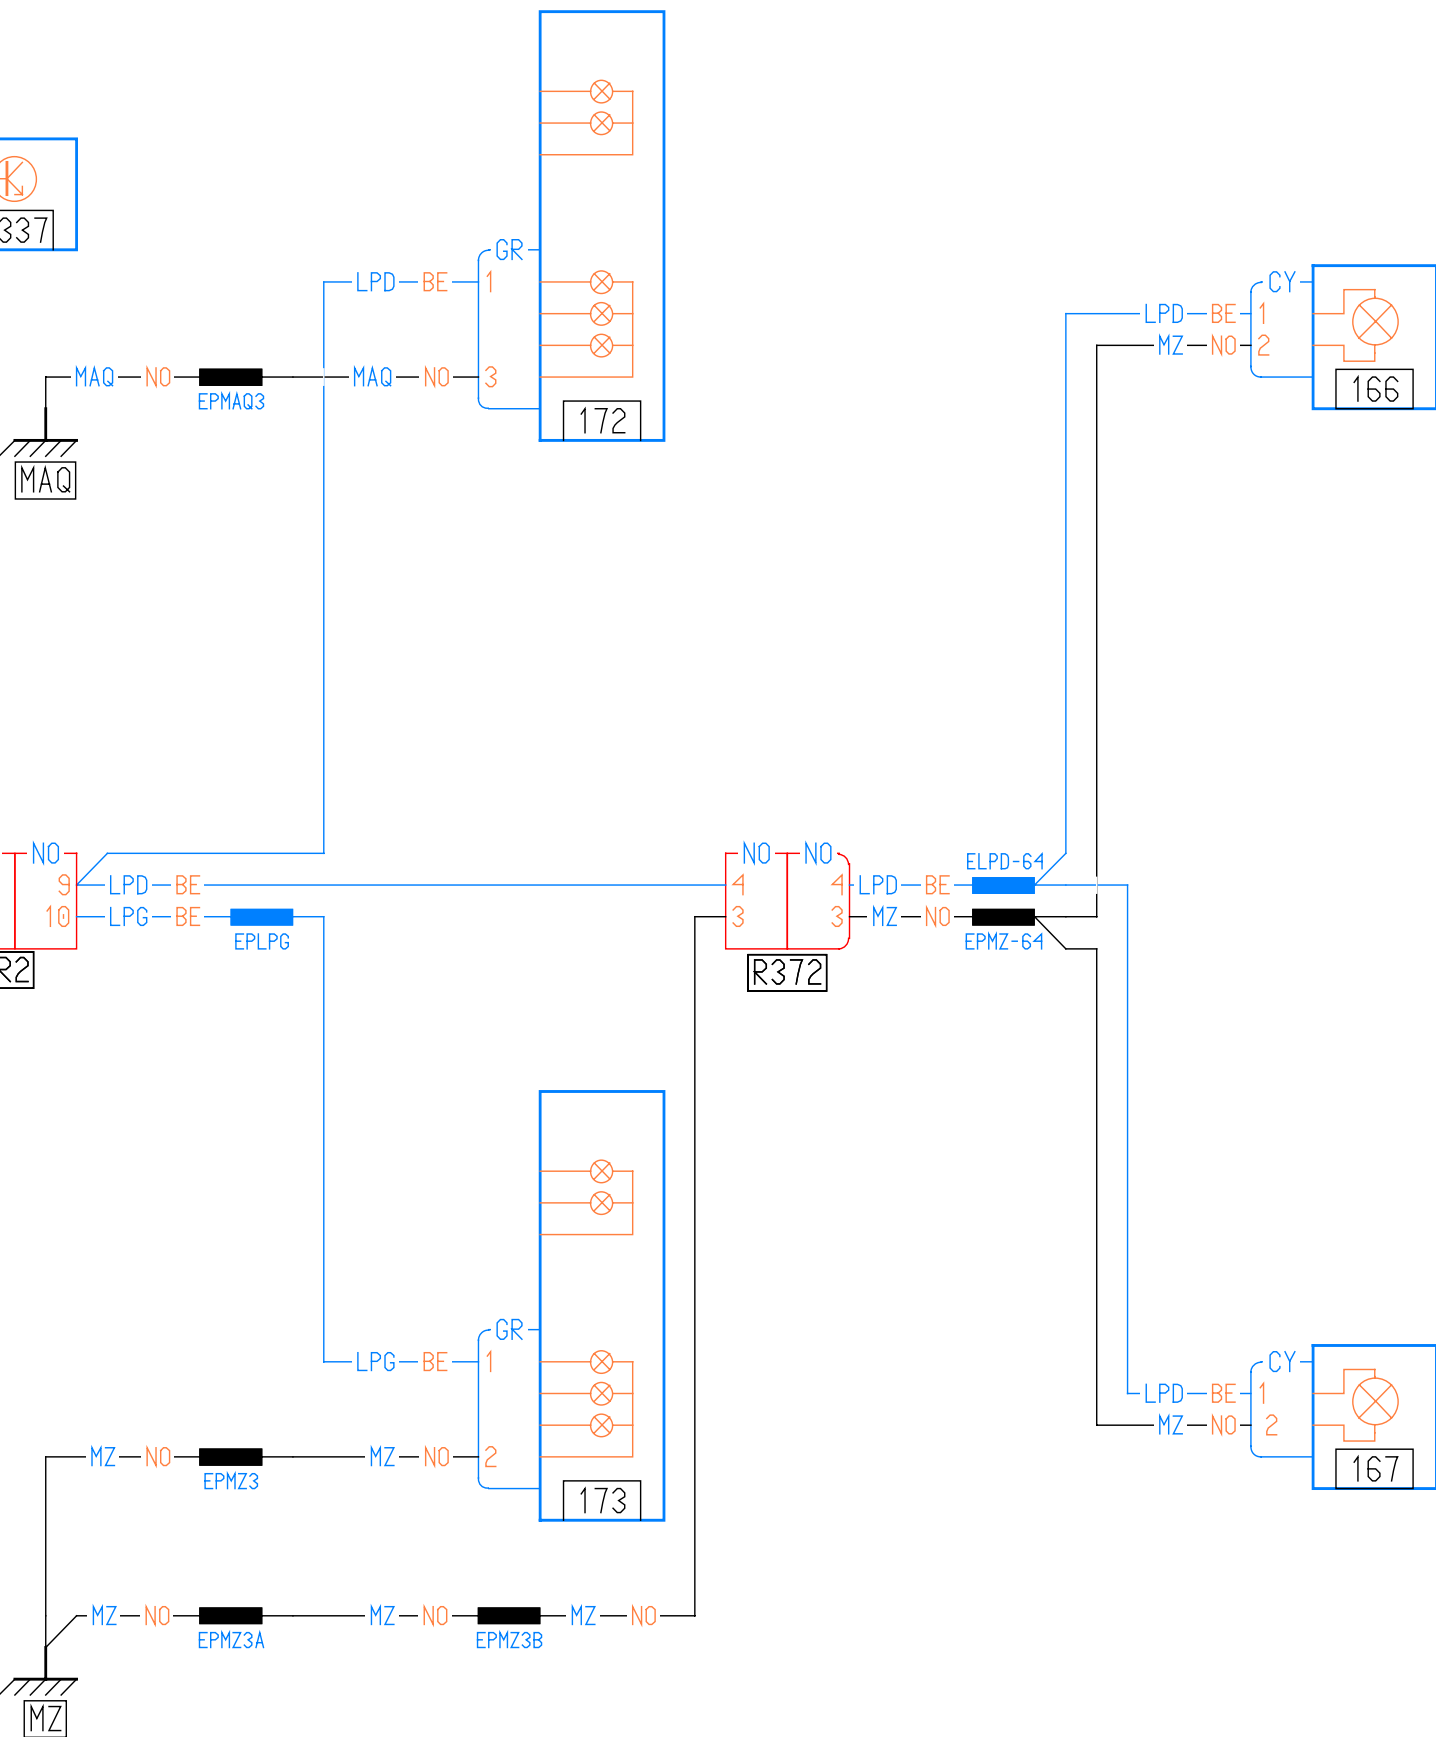 337
GR
LPD BE 1
MAQ NO EPMAQ3 MAQ NO 3
172
MAQ
CY
LPD BE 1
MZ NO 2
166
NO
9 LPD BE
10 LPG BE
EPLPG
R2
NO NO
4 4 LPD BE ELPD-64
3 3 MZ NO EPMZ-64
R372
GR
LPG BE 1
MZ NO EPMZ3 MZ NO 2
173
CY
LPD BE 1
MZ NO 2
167
MZ NO EPMZ3A MZ NO EPMZ3B MZ NO
MZ